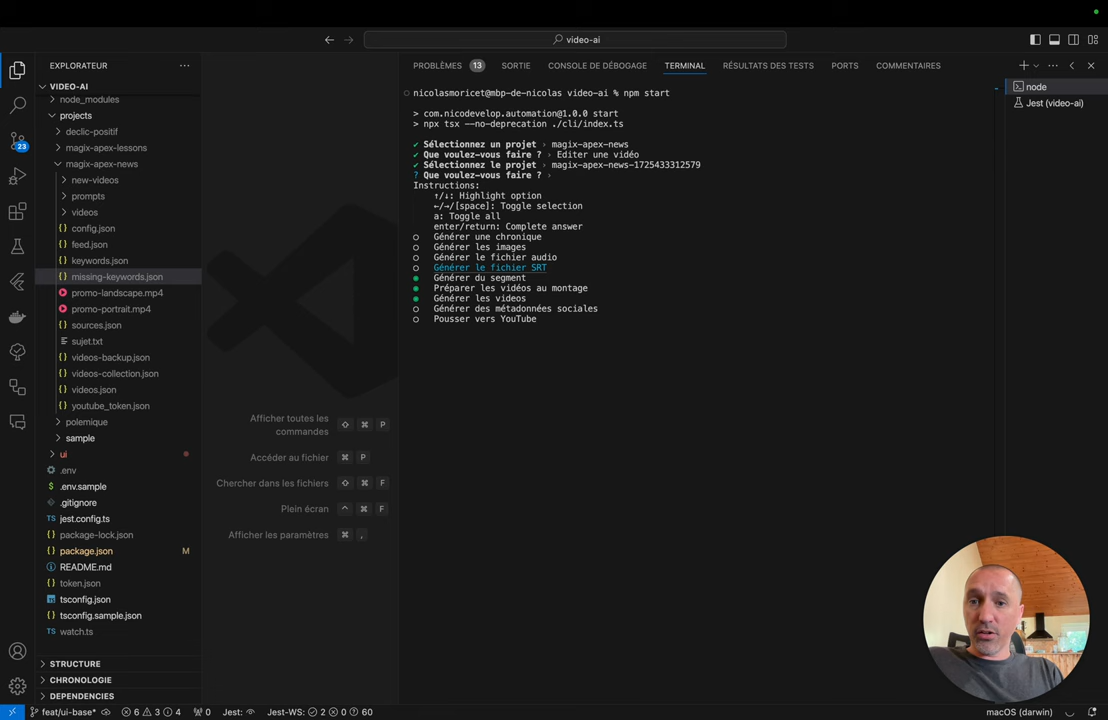 video-ai
EXPLORATEUR
VIDEO-AI
node_modules
projects
declic-positif
magix-apex-lessons
magix-apex-news
new-videos
prompts
videos
config.json
feed.json
keywords.json
missing-keywords.json
promo-landscape.mp4
promo-portrait.mp4
sources.json
sujet.txt
videos-backup.json
videos-collection.json
videos.json
youtube_token.json
polemique
sample
ui
.env
.env.sample
.gitignore
jest.config.ts
package-lock.json
package.json M
README.md
token.json
tsconfig.json
tsconfig.sample.json
watch.ts
STRUCTURE
CHRONOLOGIE
DEPENDENCIES
23
Afficher toutes les commandes ⇧ ⌘ P
Accéder au fichier ⌘ P
Chercher dans les fichiers ⇧ ⌘ F
Plein écran ^ ⌘ F
Afficher les paramètres ⌘ ,
PROBLÈMES 13 SORTIE CONSOLE DE DÉBOGAGE TERMINAL RÉSULTATS DES TESTS PORTS COMMENTAIRES
nicolasmoricet@mbp-de-nicolas video-ai % npm start
> com.nicodevelop.automation@1.0.0 start
> npx tsx --no-deprecation ./cli/index.ts
✔ Sélectionnez un projet › magix-apex-news
✔ Que voulez-vous faire ? › Editer une vidéo
✔ Sélectionnez le projet › magix-apex-news-1725433312579
? Que voulez-vous faire ? ›
Instructions:
↑/↓: Highlight option
←/→/[space]: Toggle selection
a: Toggle all
enter/return: Complete answer
Générer une chronique
Générer les images
Générer le fichier audio
Générer le fichier SRT
Générer du segment
Préparer les vidéos au montage
Générer les videos
Générer des métadonnées sociales
Pousser vers YouTube
node
Jest (video-ai)
feat/ui-base* 6 3 4 0 Jest: Jest-WS: 2 0 60 macOS (darwin)